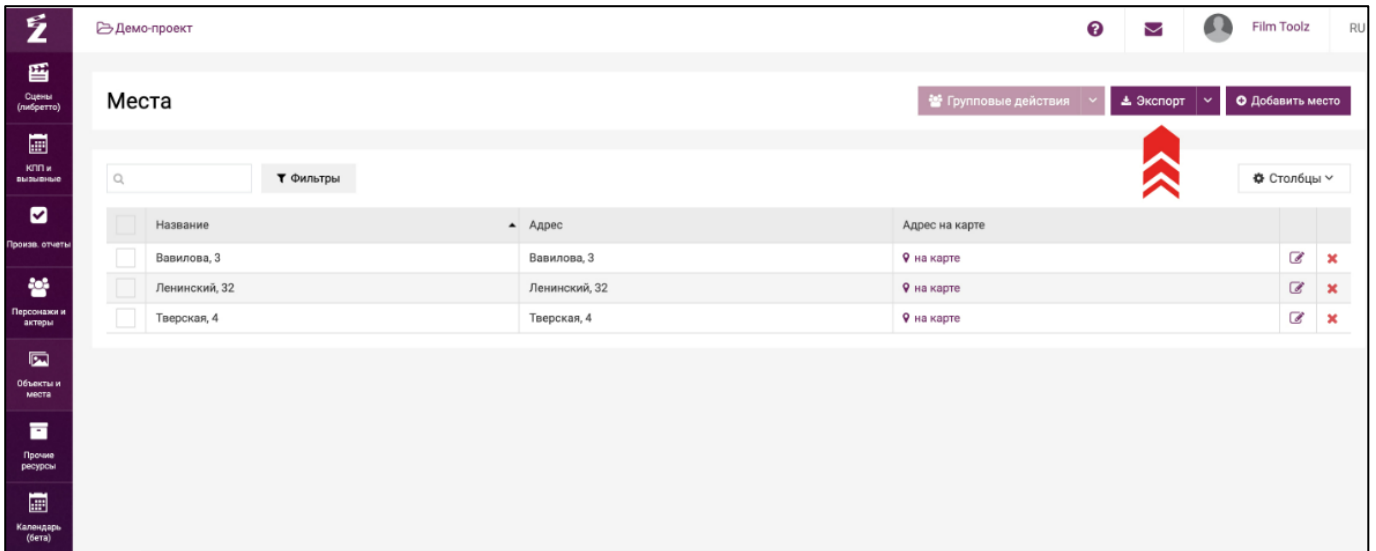 Демо-проект
Film Toolz
RU
Сцены
(либретто)
КПП и
вызывные
Произв. отчеты
Персонажи и
актеры
Объекты и
места
Прочие
ресурсы
Календарь
(бета)
Места
Групповые действия
Экспорт
Добавить место
Фильтры
Столбцы
Название
Адрес
Адрес на карте
Вавилова, 3
Вавилова, 3
на карте
Ленинский, 32
Ленинский, 32
на карте
Тверская, 4
Тверская, 4
на карте